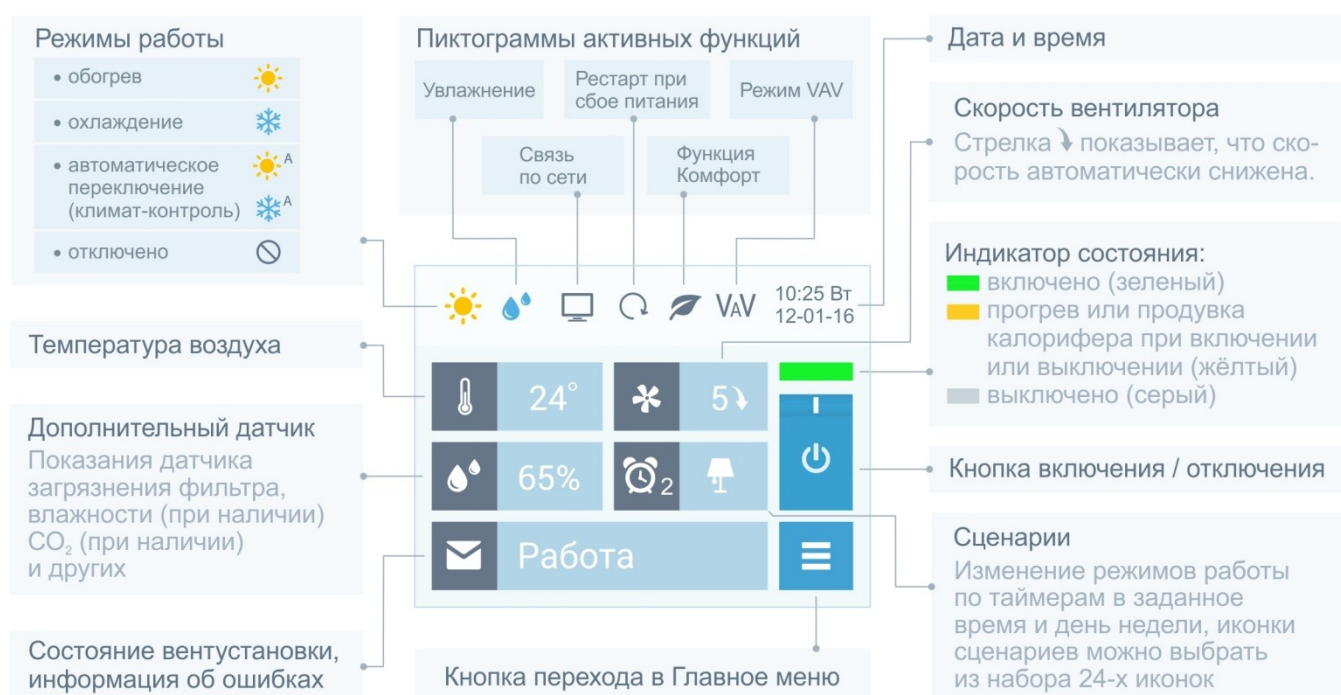 Режимы работы
• обогрев
• охлаждение
• автоматическое
переключение
(климат-контроль)
A
A
• отключено
Температура воздуха
Дополнительный датчик
Показания датчика
загрязнения фильтра,
влажности (при наличии)
CO₂ (при наличии)
и других
Состояние вентустановки,
информация об ошибках
Пиктограммы активных функций
Увлажнение
Рестарт при
сбое питания
Режим VAV
Связь
по сети
Функция
Комфорт
VAV
10:25 Вт
12-01-16
24°
5
65%
2
Работа
Кнопка перехода в Главное меню
Дата и время
Скорость вентилятора
Стрелка показывает, что ско-
рость автоматически снижена.
Индикатор состояния:
включено (зеленый)
прогрев или продувка
калорифера при включении
или выключении (жёлтый)
выключено (серый)
Кнопка включения / отключения
Сценарии
Изменение режимов работы
по таймерам в заданное
время и день недели, иконки
сценариев можно выбрать
из набора 24-х иконок